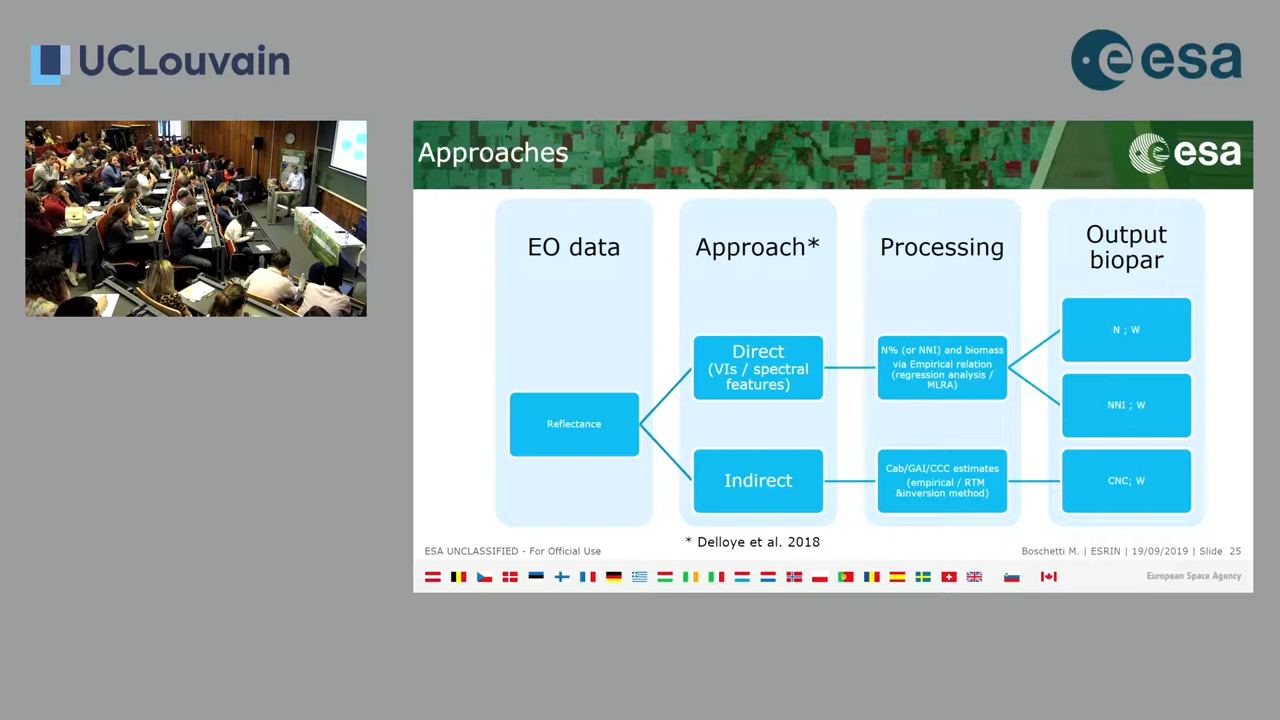 UCLouvain
esa
Approaches
esa
EO data
Approach*
Processing
Output
biopar
Reflectance
Direct
(VIs / spectral
features)
Indirect
N% (or NNI) and biomass
via Empirical relation
(regression analysis /
MLRA)
Cab/GAI/CCC estimates
(empirical / RTM
&inversion method)
N ; W
NNI ; W
CNC; W
* Delloye et al. 2018
ESA UNCLASSIFIED - For Official Use
Boschetti M. | ESRIN | 19/09/2019 | Slide 25
European Space Agency